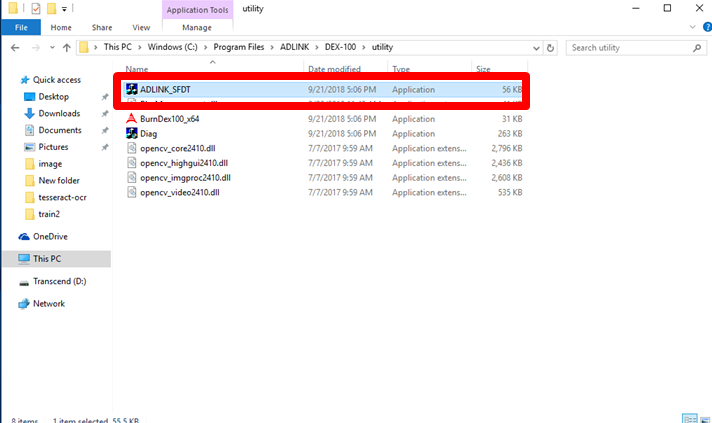 Application Tools utility
File Home Share View Manage
This PC Windows (C:) Program Files ADLINK DEX-100 utility Search utility
Name Date modified Type Size
Quick access
Desktop
Downloads
Documents
Pictures
image
New folder
tesseract-ocr
train2
OneDrive
This PC
Transcend (D:)
Network
ADLINK_SFDT 9/21/2018 5:06 PM Application 56 KB
BurnDex100_x64 9/21/2018 5:06 PM Application 31 KB
Diag 9/21/2018 5:06 PM Application 263 KB
opencv_core2410.dll 7/7/2017 9:59 AM Application extens... 2,796 KB
opencv_highgui2410.dll 7/7/2017 9:59 AM Application extens... 2,436 KB
opencv_imgproc2410.dll 7/7/2017 9:59 AM Application extens... 2,608 KB
opencv_video2410.dll 7/7/2017 9:59 AM Application extens... 535 KB
8 items 1 item selected 55.5 KB